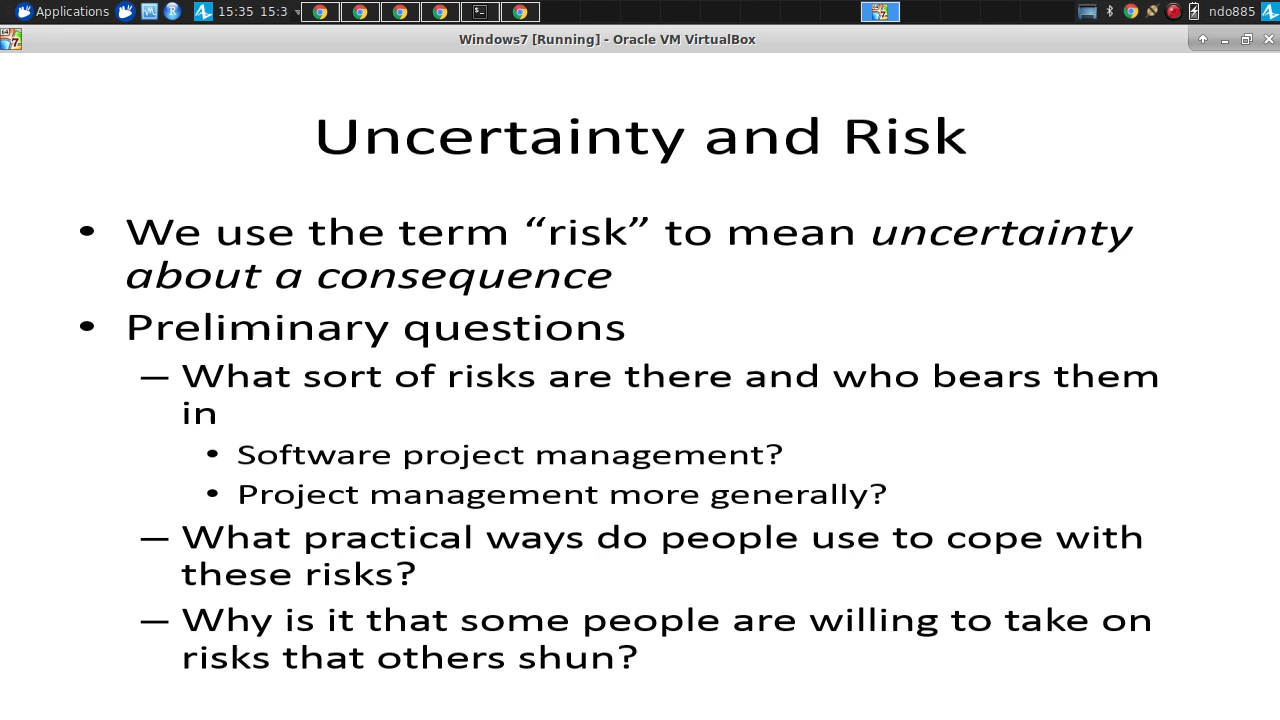 Applications 15:35 15:3 ndo885
Windows7 [Running] - Oracle VM VirtualBox
Uncertainty and Risk
• We use the term “risk” to mean uncertainty
about a consequence
• Preliminary questions
– What sort of risks are there and who bears them
in
• Software project management?
• Project management more generally?
– What practical ways do people use to cope with
these risks?
– Why is it that some people are willing to take on
risks that others shun?